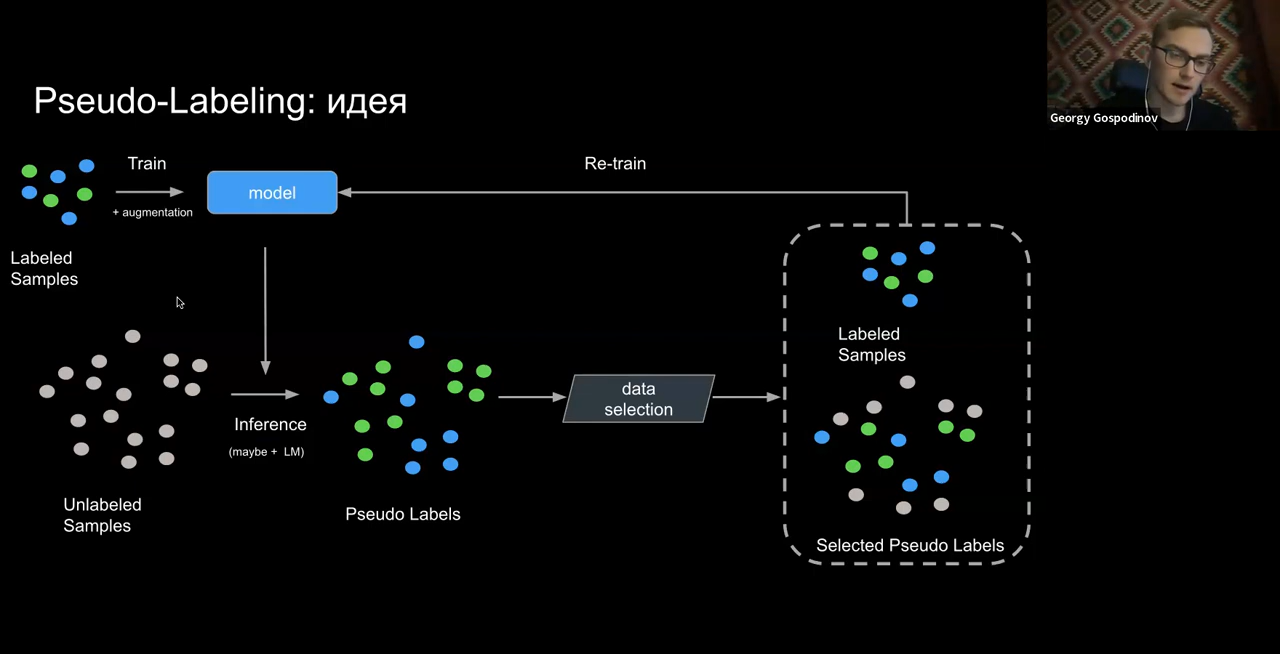 Georgy Gospodinov
Pseudo-Labeling: идея
Train
+ augmentation
model
Re-train
Labeled
Samples
Labeled
Samples
Inference
(maybe + LM)
data
selection
Unlabeled
Samples
Pseudo Labels
Selected Pseudo Labels